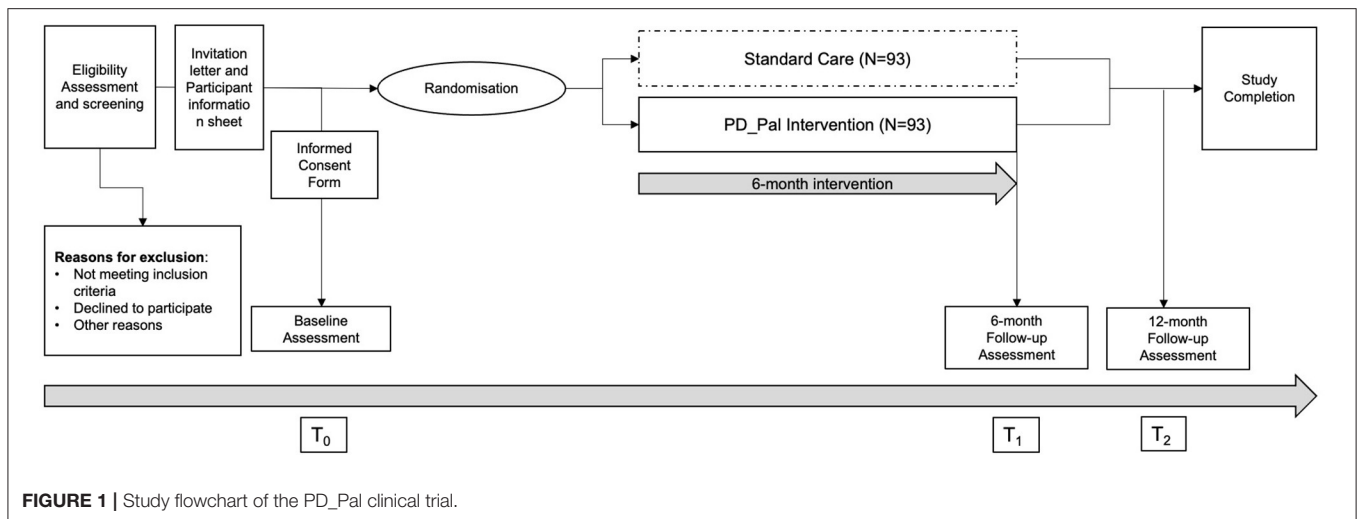 Eligibility
Assessment
and screening
Invitation
letter and
Participant
informatio
n sheet
Informed
Consent
Form
Randomisation
Standard Care (N=93)
PD_Pal Intervention (N=93)
6-month intervention
Study
Completion
Reasons for exclusion:
• Not meeting inclusion
criteria
• Declined to participate
• Other reasons
Baseline
Assessment
6-month
Follow-up
Assessment
12-month
Follow-up
Assessment
T₀
T₁
T₂
FIGURE 1 | Study flowchart of the PD_Pal clinical trial.